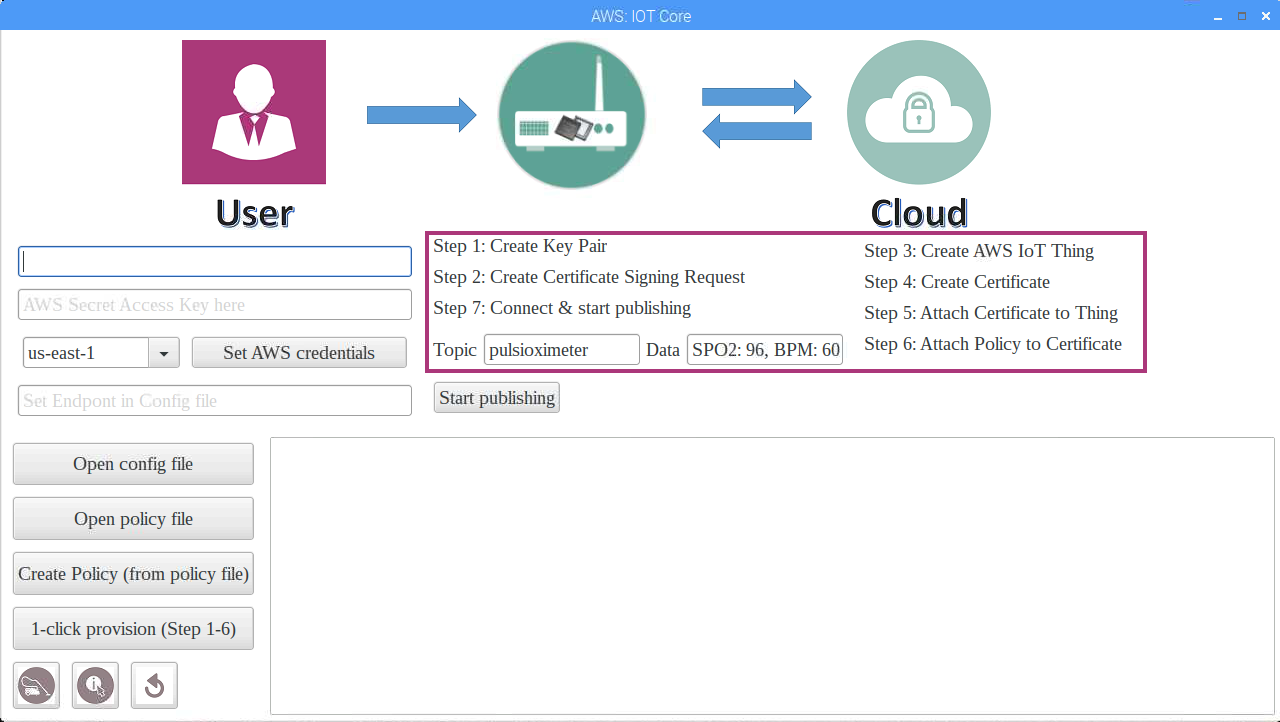 AWS: IOT Core
User
Cloud
AWS Secret Access Key here
us-east-1
Set AWS credentials
Set Endpont in Config file
Step 1: Create Key Pair
Step 2: Create Certificate Signing Request
Step 7: Connect & start publishing
Topic pulsioximeter Data SPO2: 96, BPM: 60
Step 3: Create AWS IoT Thing
Step 4: Create Certificate
Step 5: Attach Certificate to Thing
Step 6: Attach Policy to Certificate
Start publishing
Open config file
Open policy file
Create Policy (from policy file)
1-click provision (Step 1-6)